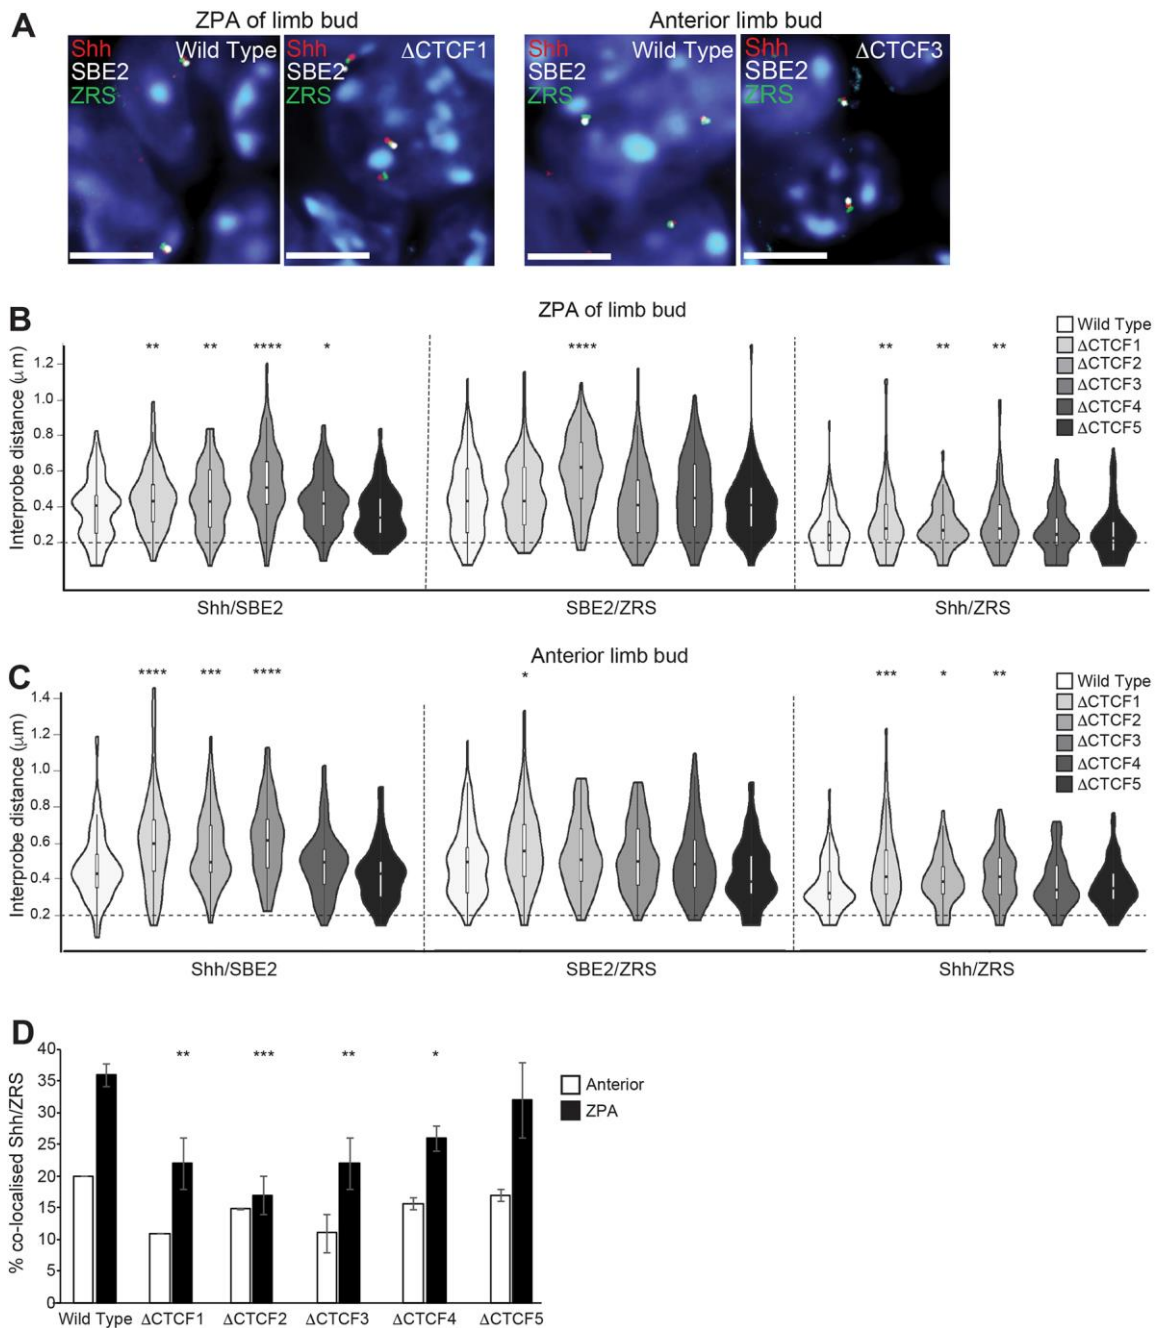 A
ZPA of limb bud
Anterior limb bud
Shh
SBE2
ZRS
Wild Type
Shh
SBE2
ZRS
ΔCTCF1
Shh
SBE2
ZRS
Wild Type
Shh
SBE2
ZRS
ΔCTCF3
B
ZPA of limb bud
Interprobe distance (μm)
1.2
1.0
0.8
0.6
0.4
0.2
** ** **** *
****
** ** **
Wild Type
ΔCTCF1
ΔCTCF2
ΔCTCF3
ΔCTCF4
ΔCTCF5
Shh/SBE2
SBE2/ZRS
Shh/ZRS
C
Anterior limb bud
Interprobe distance (μm)
1.4
1.2
1.0
0.8
0.6
0.4
0.2
**** *** ****
*
*** * **
Wild Type
ΔCTCF1
ΔCTCF2
ΔCTCF3
ΔCTCF4
ΔCTCF5
Shh/SBE2
SBE2/ZRS
Shh/ZRS
D
% co-localised Shh/ZRS
40
35
30
25
20
15
10
5
0
** *** ** *
Anterior
ZPA
Wild Type ΔCTCF1 ΔCTCF2 ΔCTCF3 ΔCTCF4 ΔCTCF5